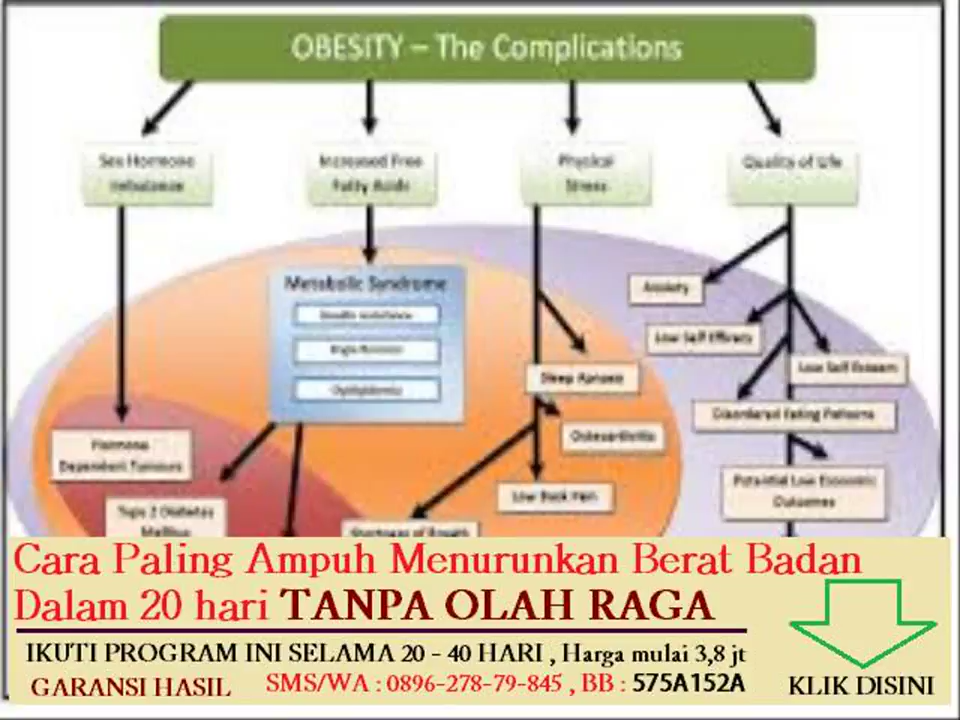 OBESITY – The Complications
Sex Hormone
Imbalance
Increased Free
Fatty Acids
Physical
Stress
Quality of Life
Metabolic Syndrome
Dyslipidemia
Anxiety
Low Self Efficacy
Low Self Esteem
Sleep Apnoea
Disordered Eating Patterns
Osteoarthritis
Hormone
Dependent Tumours
Low Back Pain
Potential Low Economic
Outcomes
Type 2 Diabetes
Mellitus
Shortness of Breath
Cara Paling Ampuh Menurunkan Berat Badan
Dalam 20 hari TANPA OLAH RAGA
IKUTI PROGRAM INI SELAMA 20 - 40 HARI , Harga mulai 3,8 jt
GARANSI HASIL SMS/WA : 0896-278-79-845 , BB : 575A152A
KLIK DISINI